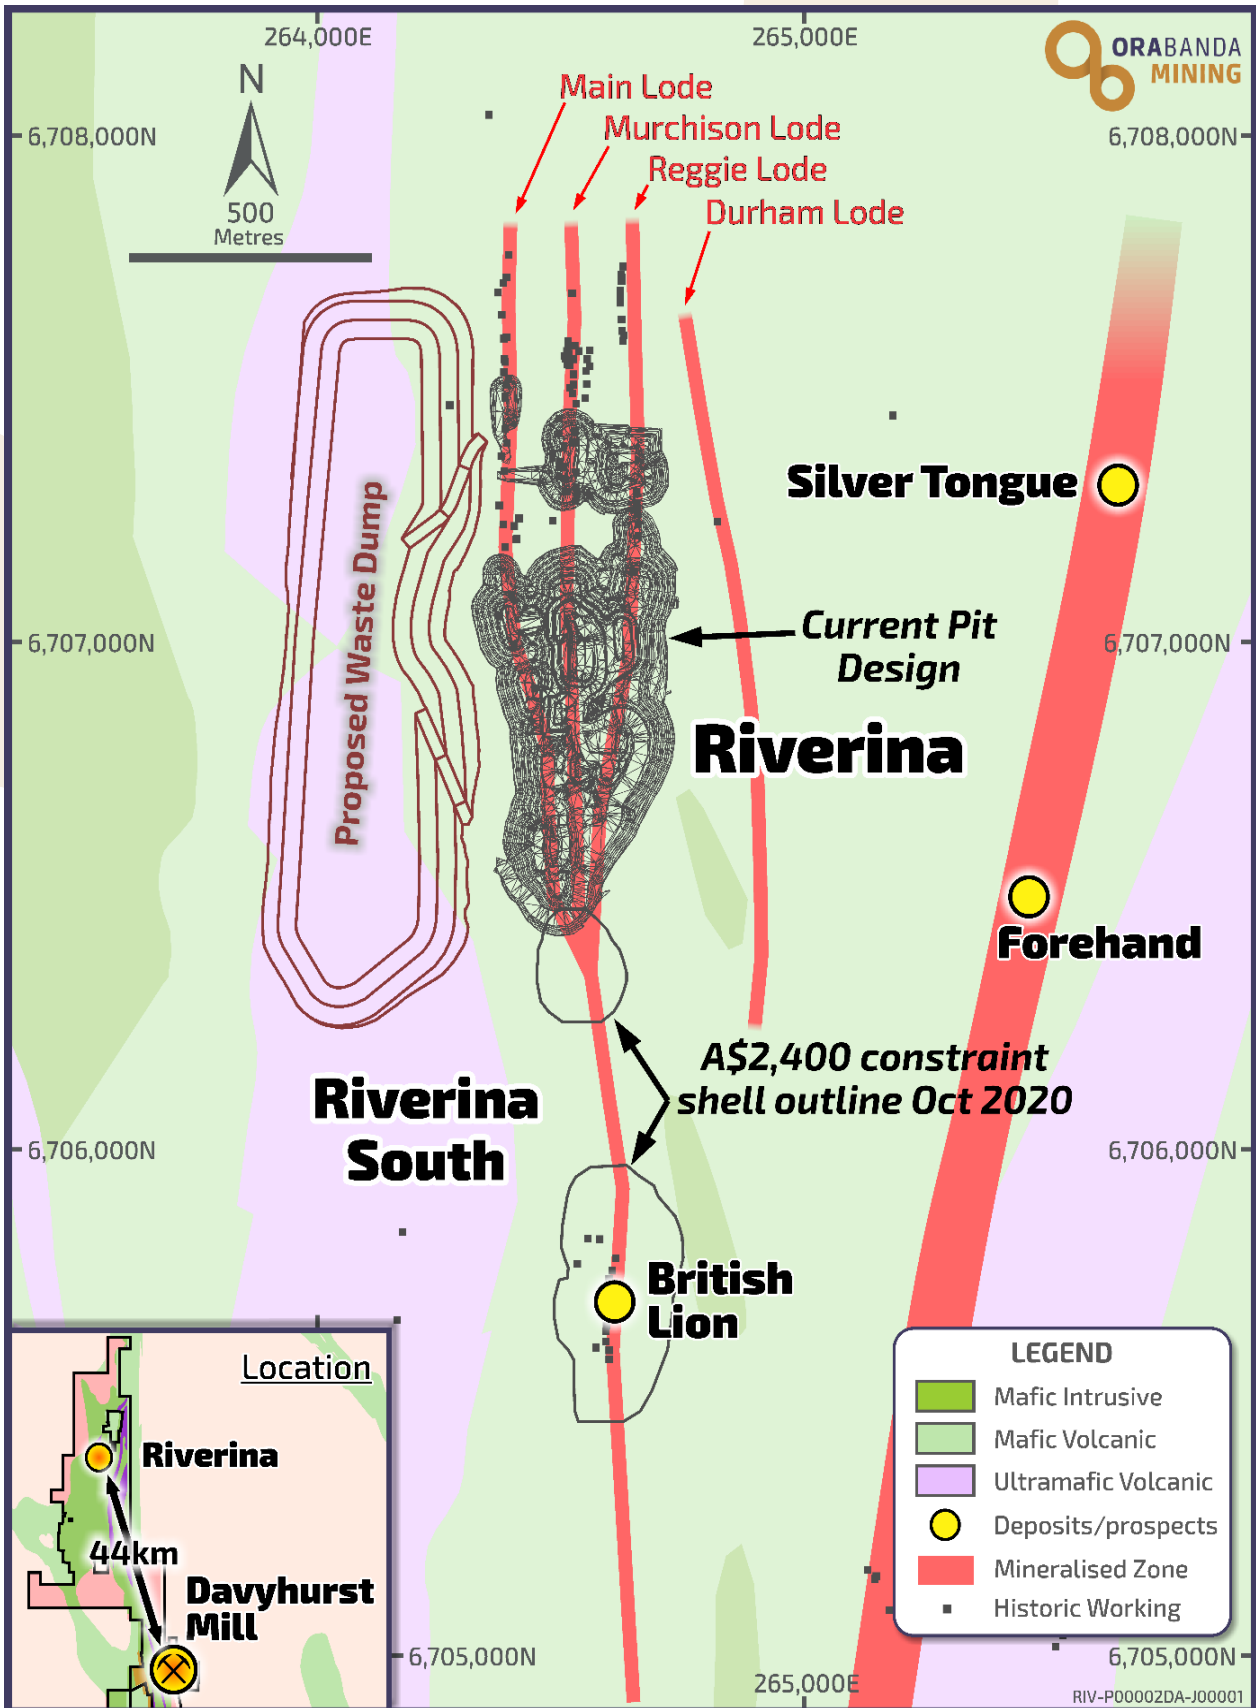 264,000E
265,000E
ORABANDA
MINING
N
Main Lode
6,708,000N
Murchison Lode
6,708,000N
Reggie Lode
500
Metres
Durham Lode
Silver Tongue
Proposed Waste Dump
6,707,000N
Current Pit
Design
6,707,000N
Riverina
Forehand
A$2,400 constraint
shell outline Oct 2020
Riverina
South
6,706,000N
6,706,000N
British
Lion
Location
Riverina
44km
Davyhurst
Mill
LEGEND
Mafic Intrusive
Mafic Volcanic
Ultramafic Volcanic
Deposits/prospects
Mineralised Zone
Historic Working
6,705,000N
265,000E
6,705,000N
RIV-P00002DA-J00001